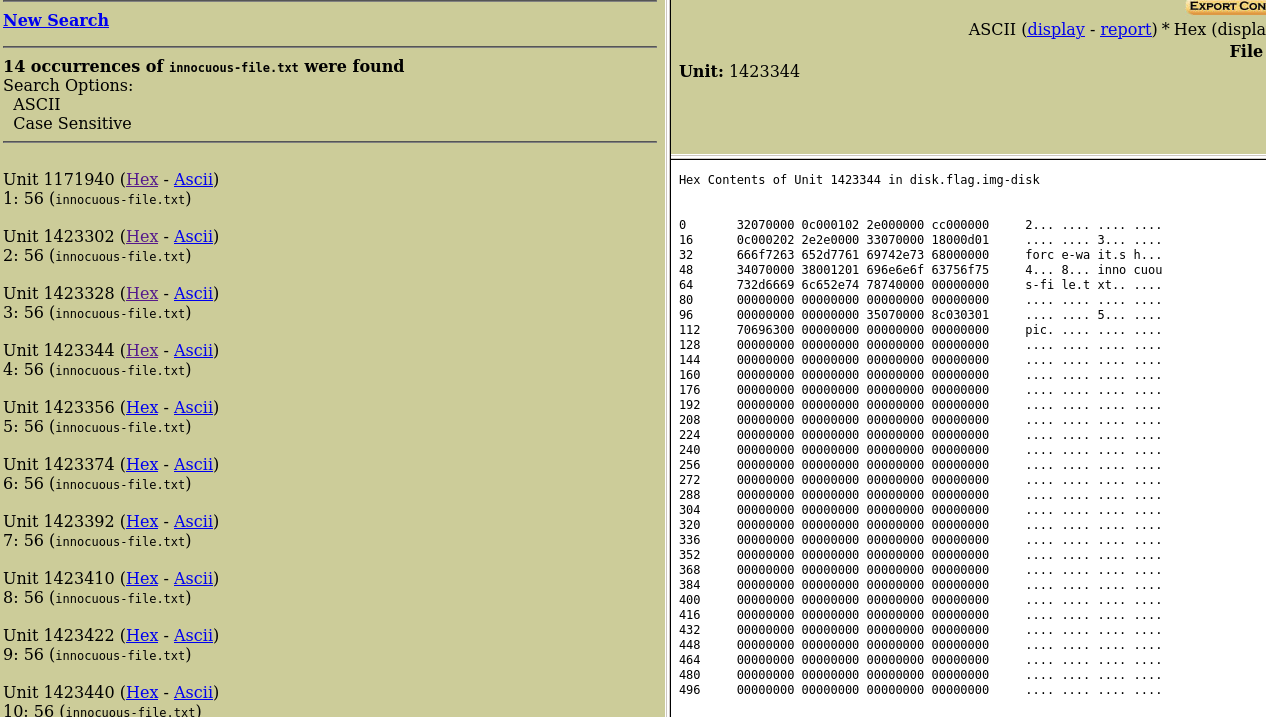 New Search
14 occurrences of innocuous-file.txt were found
Search Options:
ASCII
Case Sensitive
Unit 1171940 (Hex - Ascii)
1: 56 (innocuous-file.txt)
Unit 1423302 (Hex - Ascii)
2: 56 (innocuous-file.txt)
Unit 1423328 (Hex - Ascii)
3: 56 (innocuous-file.txt)
Unit 1423344 (Hex - Ascii)
4: 56 (innocuous-file.txt)
Unit 1423356 (Hex - Ascii)
5: 56 (innocuous-file.txt)
Unit 1423374 (Hex - Ascii)
6: 56 (innocuous-file.txt)
Unit 1423392 (Hex - Ascii)
7: 56 (innocuous-file.txt)
Unit 1423410 (Hex - Ascii)
8: 56 (innocuous-file.txt)
Unit 1423422 (Hex - Ascii)
9: 56 (innocuous-file.txt)
Unit 1423440 (Hex - Ascii)
10: 56 (innocuous-file.txt)
EXPORT CON
ASCII (display - report) * Hex (displa
File
Unit: 1423344
Hex Contents of Unit 1423344 in disk.flag.img-disk
0 32070000 0c000102 2e000000 cc000000 2... .... .... ....
16 0c000202 2e2e0000 33070000 18000d01 .... .... 3... ....
32 666f7263 652d7761 69742e73 68000000 forc e-wa it.s h...
48 34070000 38001201 696e6e6f 63756f75 4... 8... inno cuou
64 732d6669 6c652e74 78740000 00000000 s-fi le.t xt.. ....
80 00000000 00000000 00000000 00000000 .... .... .... ....
96 00000000 00000000 35070000 8c030301 .... .... 5... ....
112 70696300 00000000 00000000 00000000 pic. .... .... ....
128 00000000 00000000 00000000 00000000 .... .... .... ....
144 00000000 00000000 00000000 00000000 .... .... .... ....
160 00000000 00000000 00000000 00000000 .... .... .... ....
176 00000000 00000000 00000000 00000000 .... .... .... ....
192 00000000 00000000 00000000 00000000 .... .... .... ....
208 00000000 00000000 00000000 00000000 .... .... .... ....
224 00000000 00000000 00000000 00000000 .... .... .... ....
240 00000000 00000000 00000000 00000000 .... .... .... ....
256 00000000 00000000 00000000 00000000 .... .... .... ....
272 00000000 00000000 00000000 00000000 .... .... .... ....
288 00000000 00000000 00000000 00000000 .... .... .... ....
304 00000000 00000000 00000000 00000000 .... .... .... ....
320 00000000 00000000 00000000 00000000 .... .... .... ....
336 00000000 00000000 00000000 00000000 .... .... .... ....
352 00000000 00000000 00000000 00000000 .... .... .... ....
368 00000000 00000000 00000000 00000000 .... .... .... ....
384 00000000 00000000 00000000 00000000 .... .... .... ....
400 00000000 00000000 00000000 00000000 .... .... .... ....
416 00000000 00000000 00000000 00000000 .... .... .... ....
432 00000000 00000000 00000000 00000000 .... .... .... ....
448 00000000 00000000 00000000 00000000 .... .... .... ....
464 00000000 00000000 00000000 00000000 .... .... .... ....
480 00000000 00000000 00000000 00000000 .... .... .... ....
496 00000000 00000000 00000000 00000000 .... .... .... ....